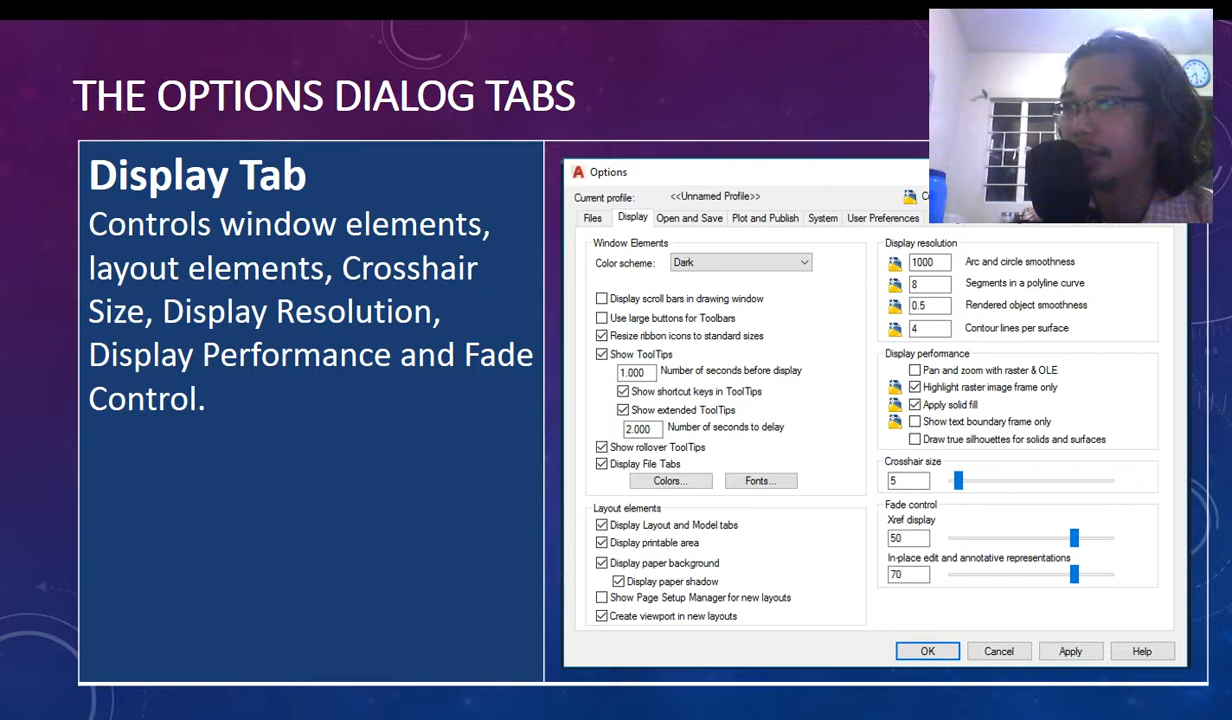 THE OPTIONS DIALOG TABS
Display Tab
Controls window elements,
layout elements, Crosshair
Size, Display Resolution,
Display Performance and Fade
Control.
Options
Current profile: <<Unnamed Profile>>
Files Display Open and Save Plot and Publish System User Preferences
Window Elements
Color scheme: Dark
Display scroll bars in drawing window
Use large buttons for Toolbars
Resize ribbon icons to standard sizes
Show ToolTips
1.000 Number of seconds before display
Show shortcut keys in ToolTips
Show extended ToolTips
2.000 Number of seconds to delay
Show rollover ToolTips
Display File Tabs
Colors... Fonts...
Layout elements
Display Layout and Model tabs
Display printable area
Display paper background
Display paper shadow
Show Page Setup Manager for new layouts
Create viewport in new layouts
Display resolution
1000 Arc and circle smoothness
8 Segments in a polyline curve
0.5 Rendered object smoothness
4 Contour lines per surface
Display performance
Pan and zoom with raster & OLE
Highlight raster image frame only
Apply solid fill
Show text boundary frame only
Draw true silhouettes for solids and surfaces
Crosshair size
5
Fade control
Xref display
50
In-place edit and annotative representations
70
OK Cancel Apply Help